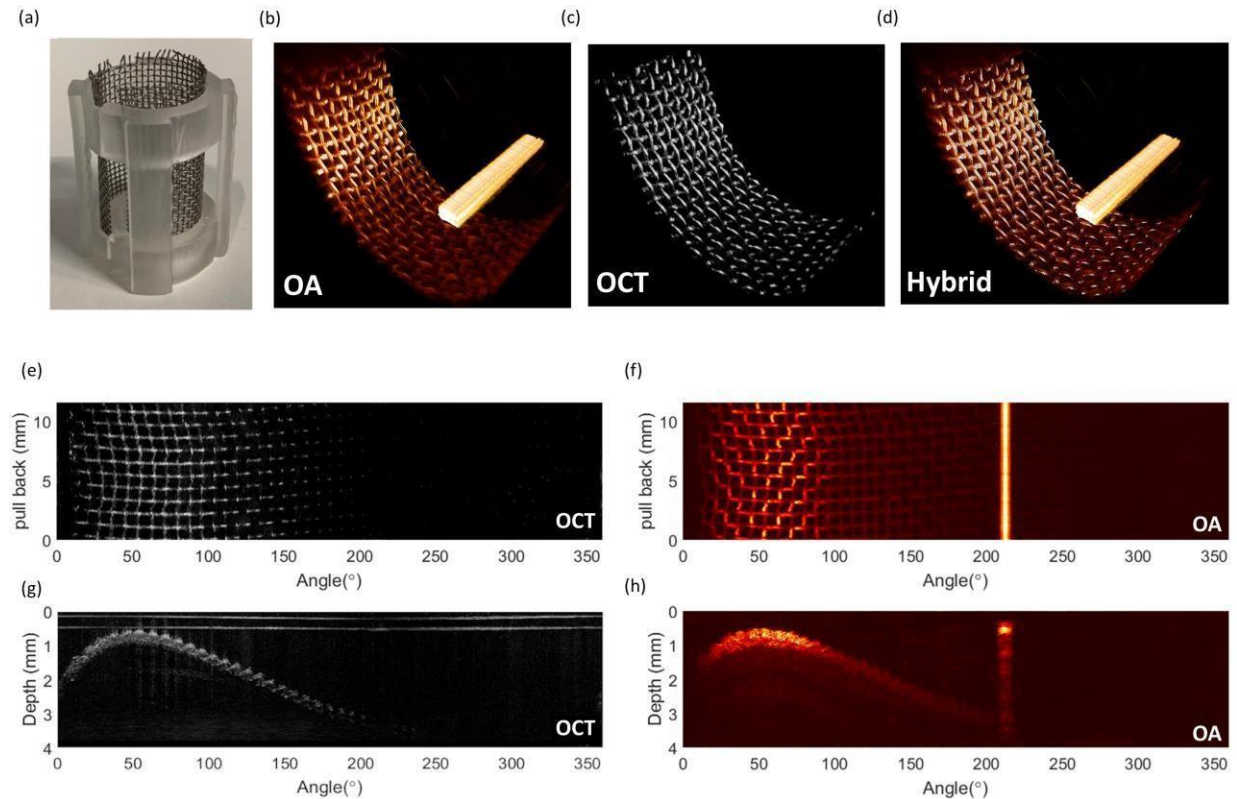 (a)
(b)
(c)
(d)
OA
OCT
Hybrid
(e)
(f)
pull back (mm)
10
5
0
OCT
0 50 100 150 200 250 300 350
Angle(°)
pull back (mm)
10
5
0
OA
0 50 100 150 200 250 300 350
Angle(°)
(g)
(h)
Depth (mm)
0
1
2
3
4
OCT
0 50 100 150 200 250 300 350
Angle(°)
Depth (mm)
0
1
2
3
4
OA
0 50 100 150 200 250 300 350
Angle(°)